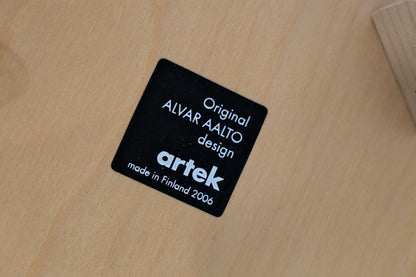 Original
ALVAR AALTO
design
artek
made in Finland 2006